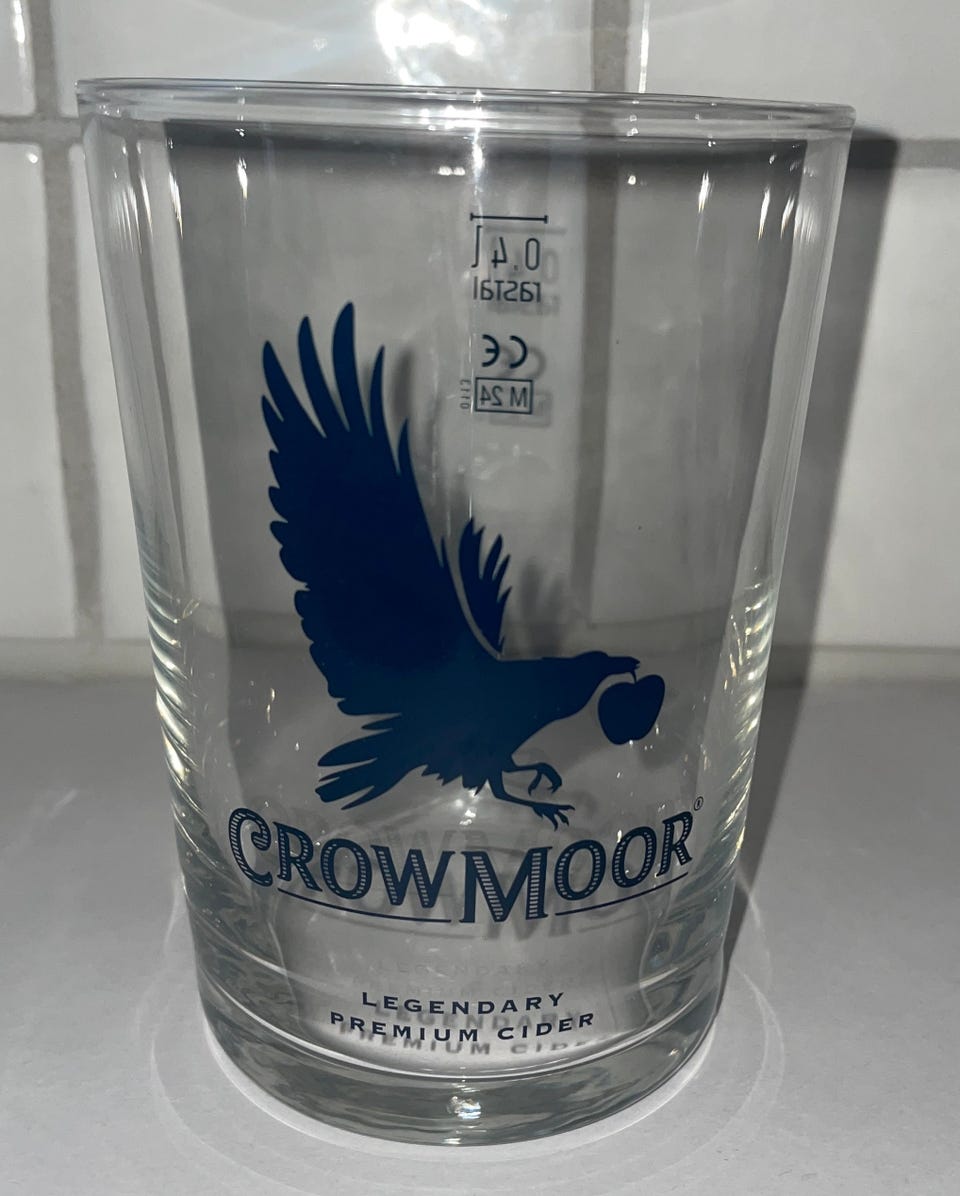 0,4 l
rastal
CE
M 24
CROWMOOR®
LEGENDARY
PREMIUM CIDER